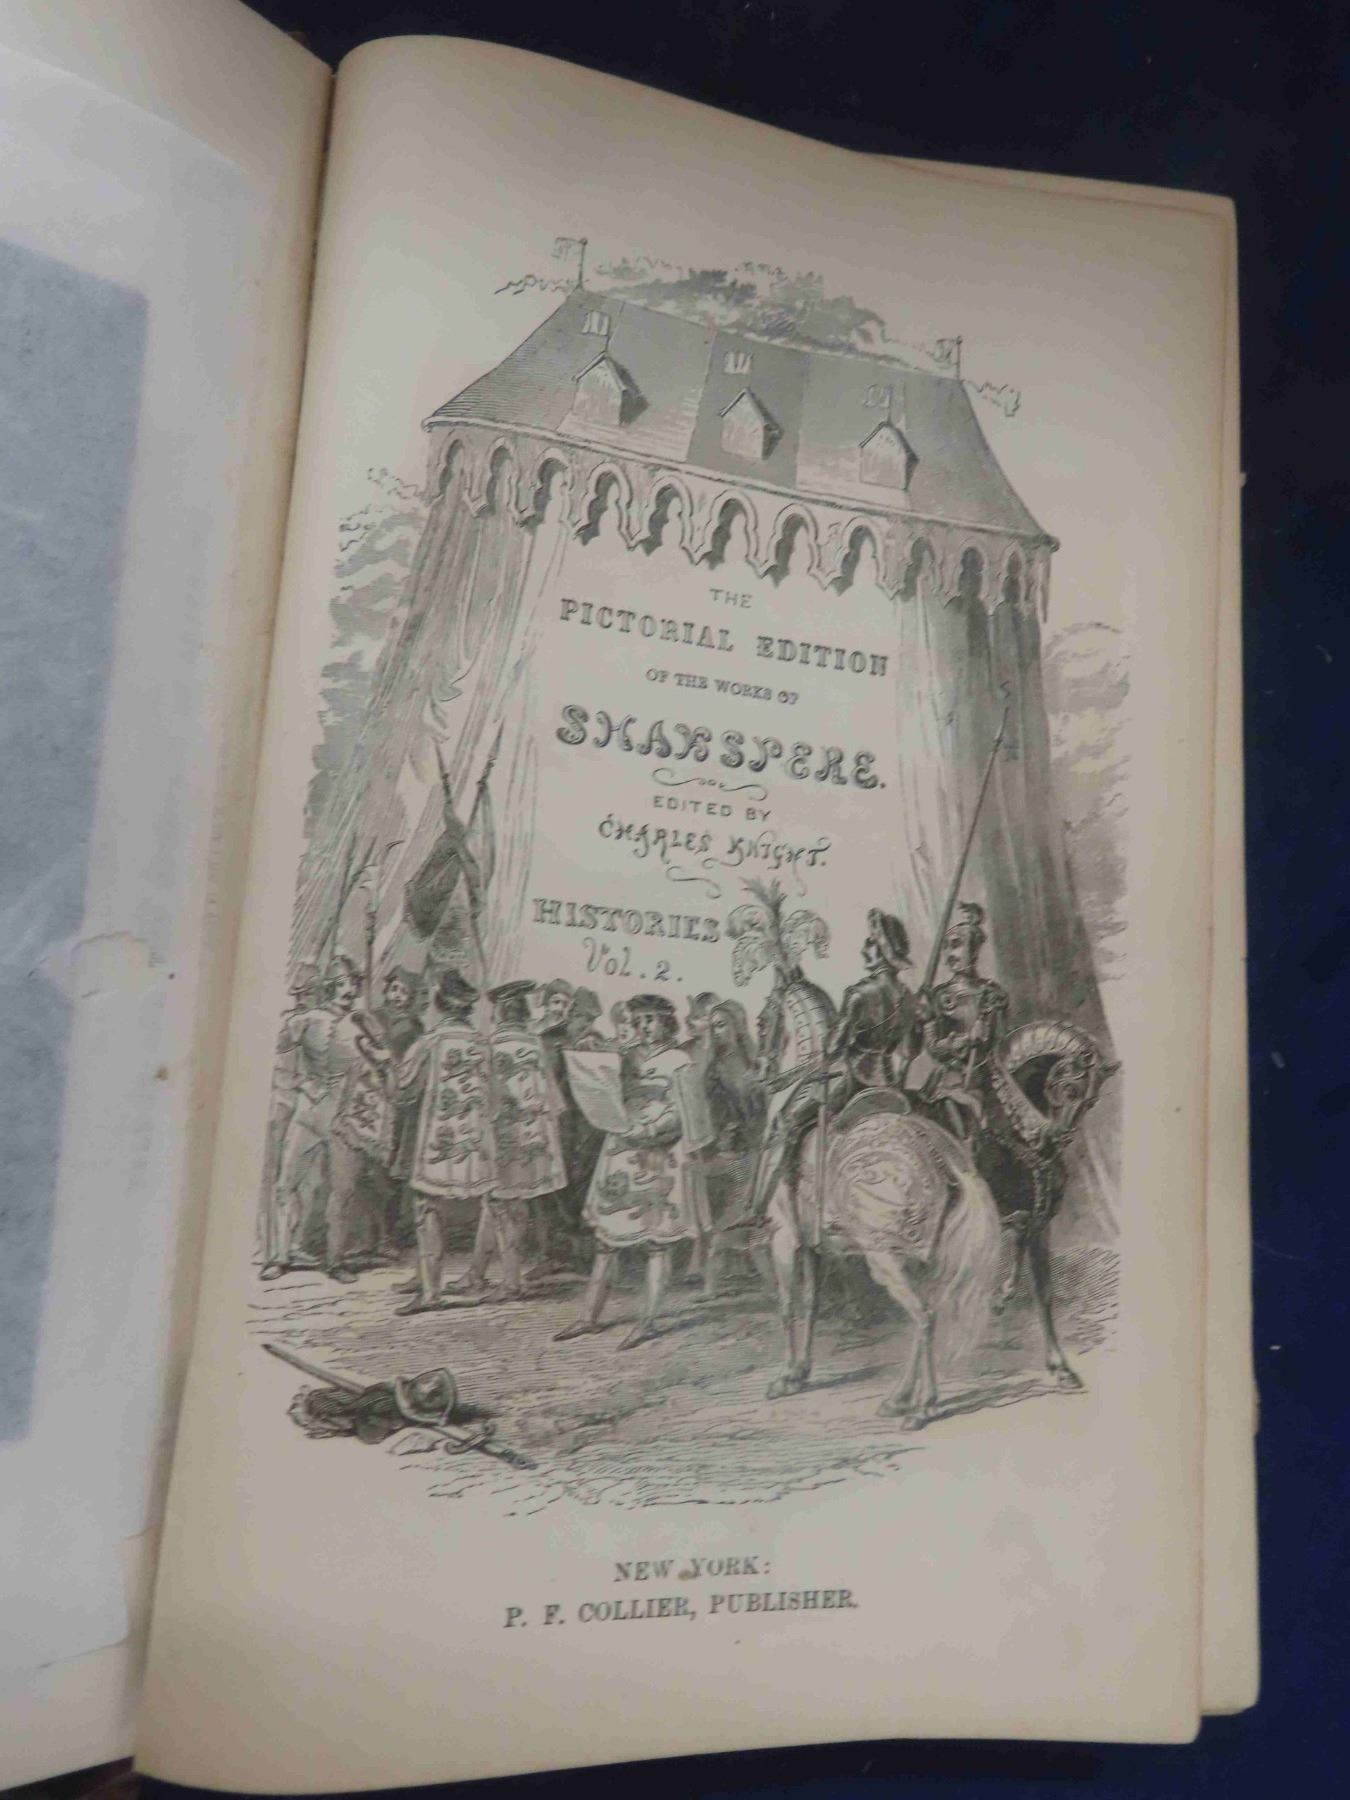 THE
PICTORIAL EDITION
OF THE WORKS OF
SHAKSPERE.
EDITED BY
CHARLES KNIGHT.
HISTORIES
Vol. 2.
NEW YORK:
P. F. COLLIER, PUBLISHER.